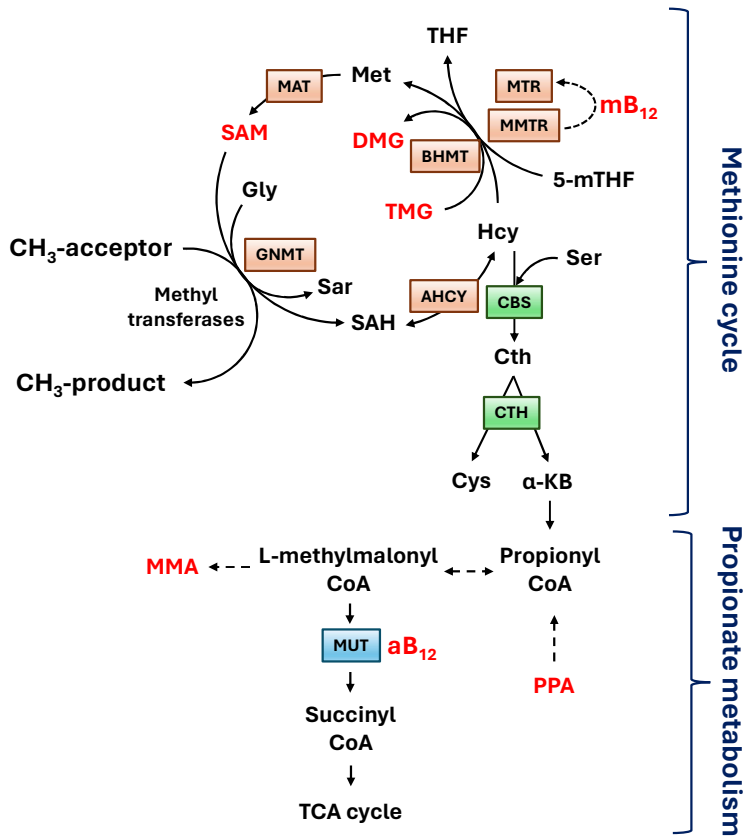 THF
Met
MAT
MTR
mB₁₂
MMTR
SAM
DMG
BHMT
5-mTHF
Gly
TMG
Hcy
CH₃-acceptor
GNMT
Ser
Sar
AHCY
CBS
Methyl
transferases
SAH
Cth
CH₃-product
CTH
Cys
α-KB
Methionine cycle
MMA
L-methylmalonyl
CoA
Propionyl
CoA
MUT
aB₁₂
PPA
Succinyl
CoA
TCA cycle
Propionate metabolism